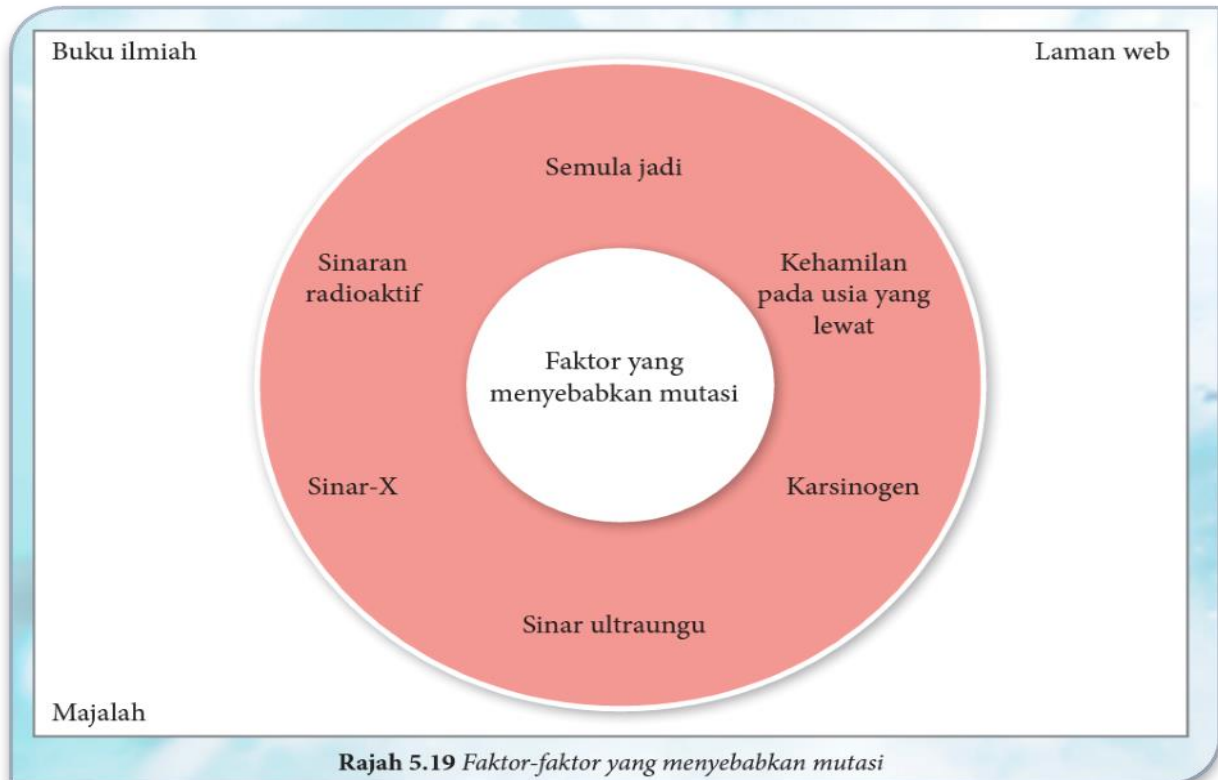 Buku ilmiah
Laman web
Semula jadi
Sinaran
radioaktif
Kehamilan
pada usia yang
lewat
Faktor yang
menyebabkan mutasi
Sinar-X
Karsinogen
Sinar ultraungu
Majalah
Rajah 5.19 Faktor-faktor yang menyebabkan mutasi